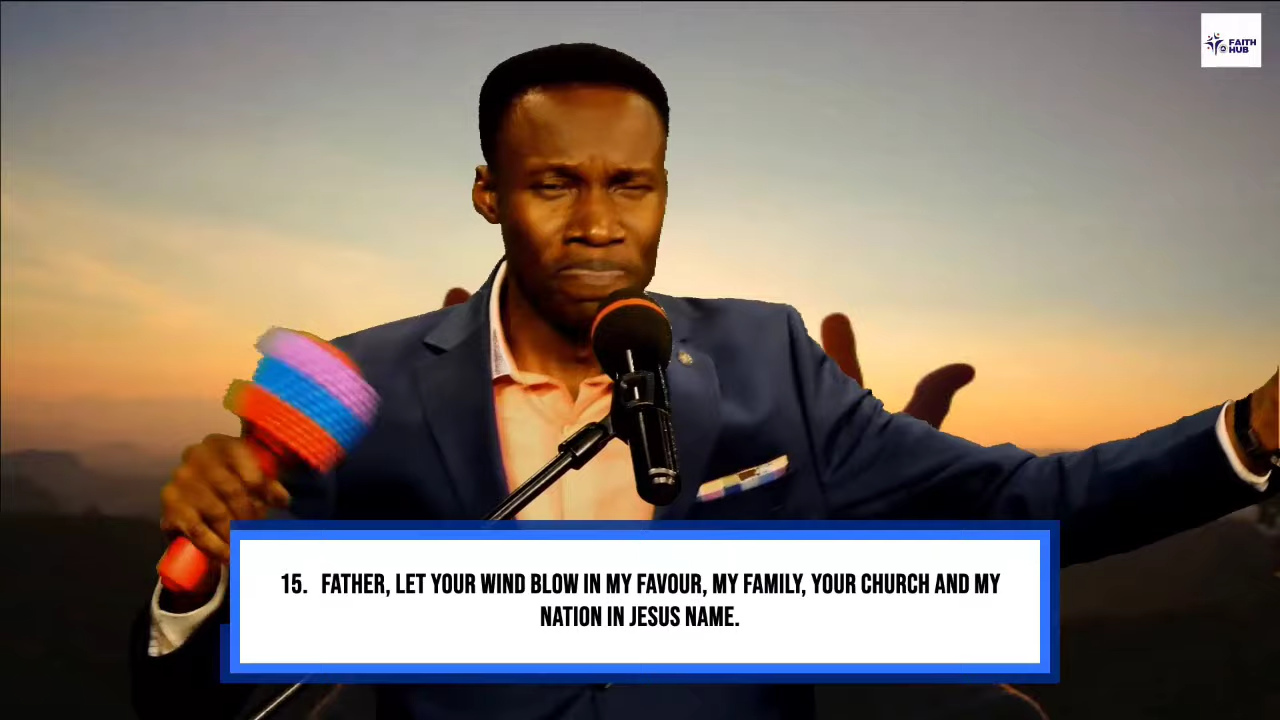 FAITH
HUB
15. FATHER, LET YOUR WIND BLOW IN MY FAVOUR, MY FAMILY, YOUR CHURCH AND MY
NATION IN JESUS NAME.